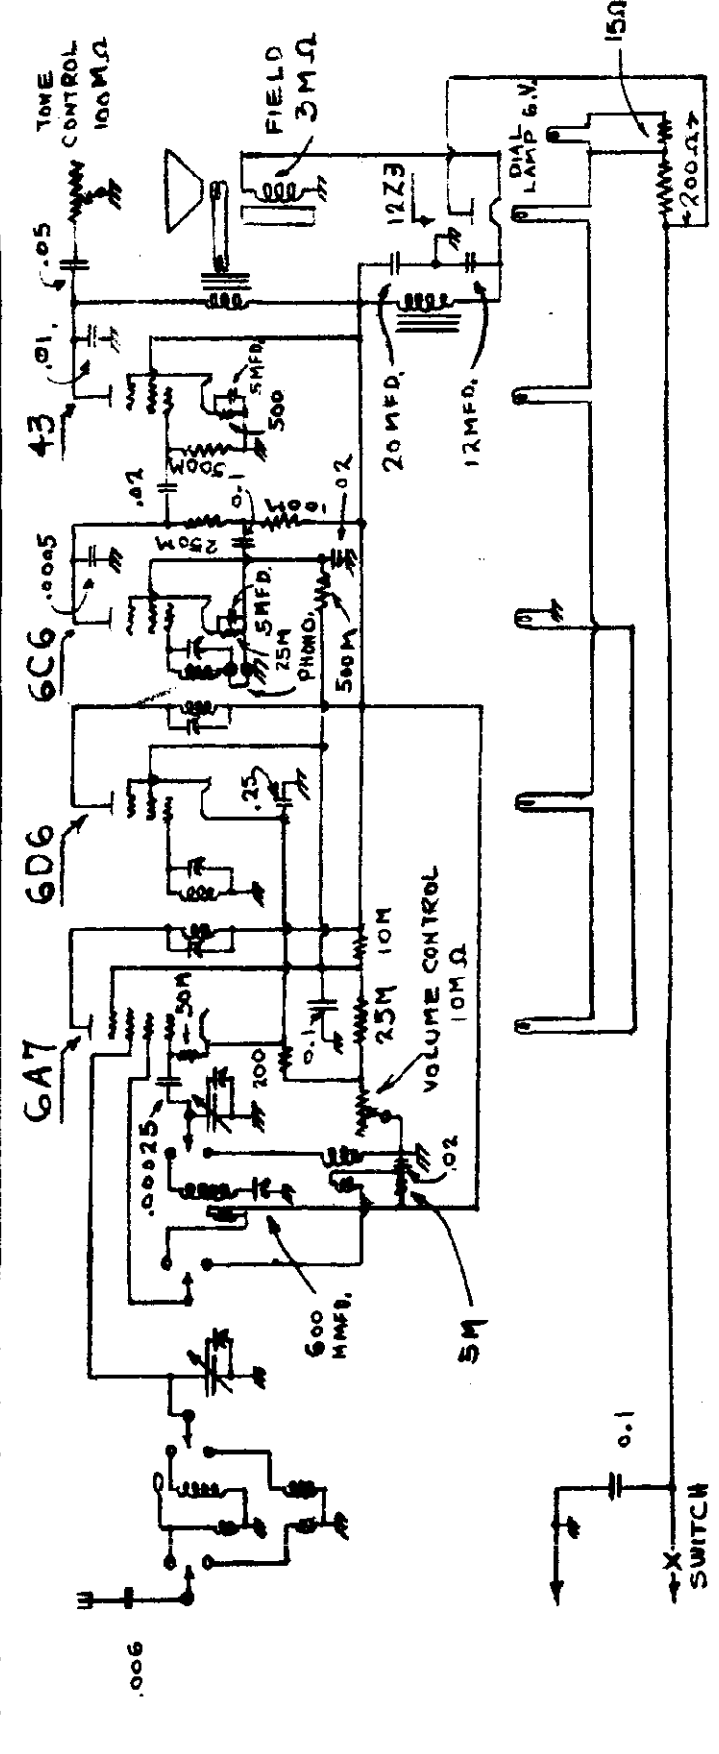 .006
6A7
6D6
6C6
43
.0005
.01
.05
TONE
CONTROL
100MΩ
.00025
50M
200
0.1
25M
10M
.25
.02
250M
0.1
500M
500
5MFD.
5MFD.
25M
PHONO.
500M
.02
FIELD
3MΩ
12Z3
20MFD.
12MFD.
VOLUME CONTROL
10MΩ
.02
5M
600
MMFD.
DIAL
LAMP 6.V.
15Ω
200Ω
0.1
SWITCH